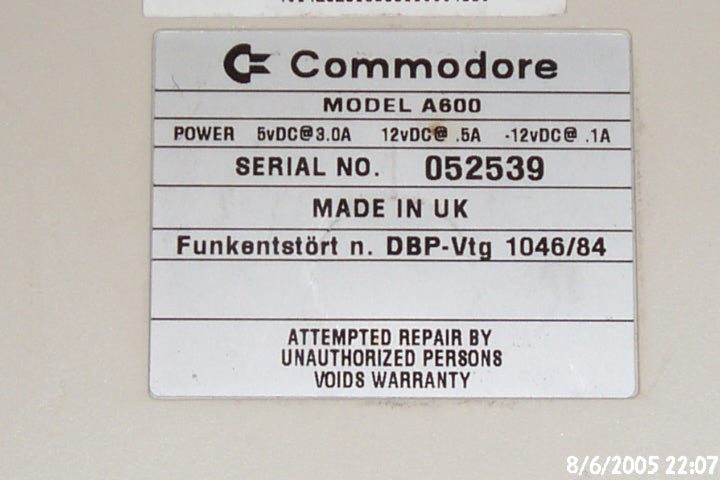 Commodore
MODEL A600
POWER 5vDC@3.0A 12vDC@ .5A -12vDC@ .1A
SERIAL NO. 052539
MADE IN UK
Funkentstört n. DBP-Vtg 1046/84
ATTEMPTED REPAIR BY
UNAUTHORIZED PERSONS
VOIDS WARRANTY
8/6/2005 22:07